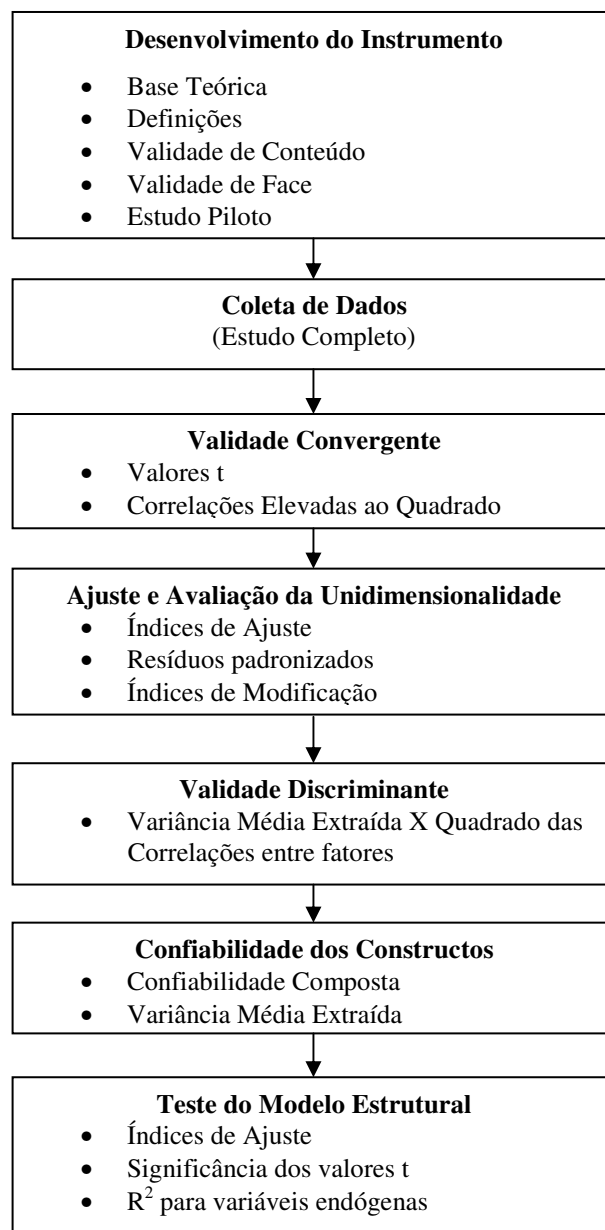 Desenvolvimento do Instrumento
• Base Teórica
• Definições
• Validade de Conteúdo
• Validade de Face
• Estudo Piloto
Coleta de Dados
(Estudo Completo)
Validade Convergente
• Valores t
• Correlações Elevadas ao Quadrado
Ajuste e Avaliação da Unidimensionalidade
• Índices de Ajuste
• Resíduos padronizados
• Índices de Modificação
Validade Discriminante
• Variância Média Extraída X Quadrado das
Correlações entre fatores
Confiabilidade dos Constructos
• Confiabilidade Composta
• Variância Média Extraída
Teste do Modelo Estrutural
• Índices de Ajuste
• Significância dos valores t
• R² para variáveis endógenas